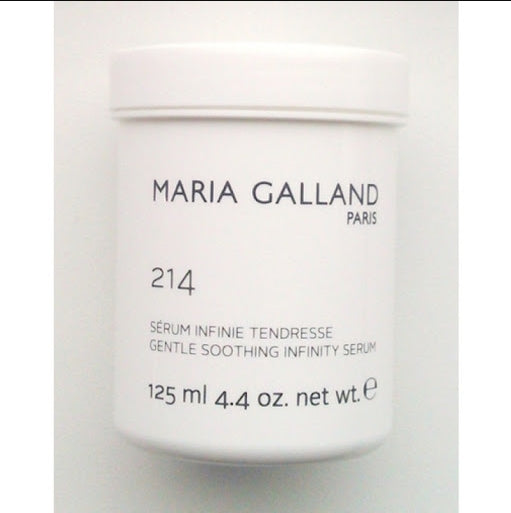 MARIA GALLAND
PARIS
214
SÉRUM INFINIE TENDRESSE
GENTLE SOOTHING INFINITY SERUM
125 ml 4.4 oz. net wt. ℮